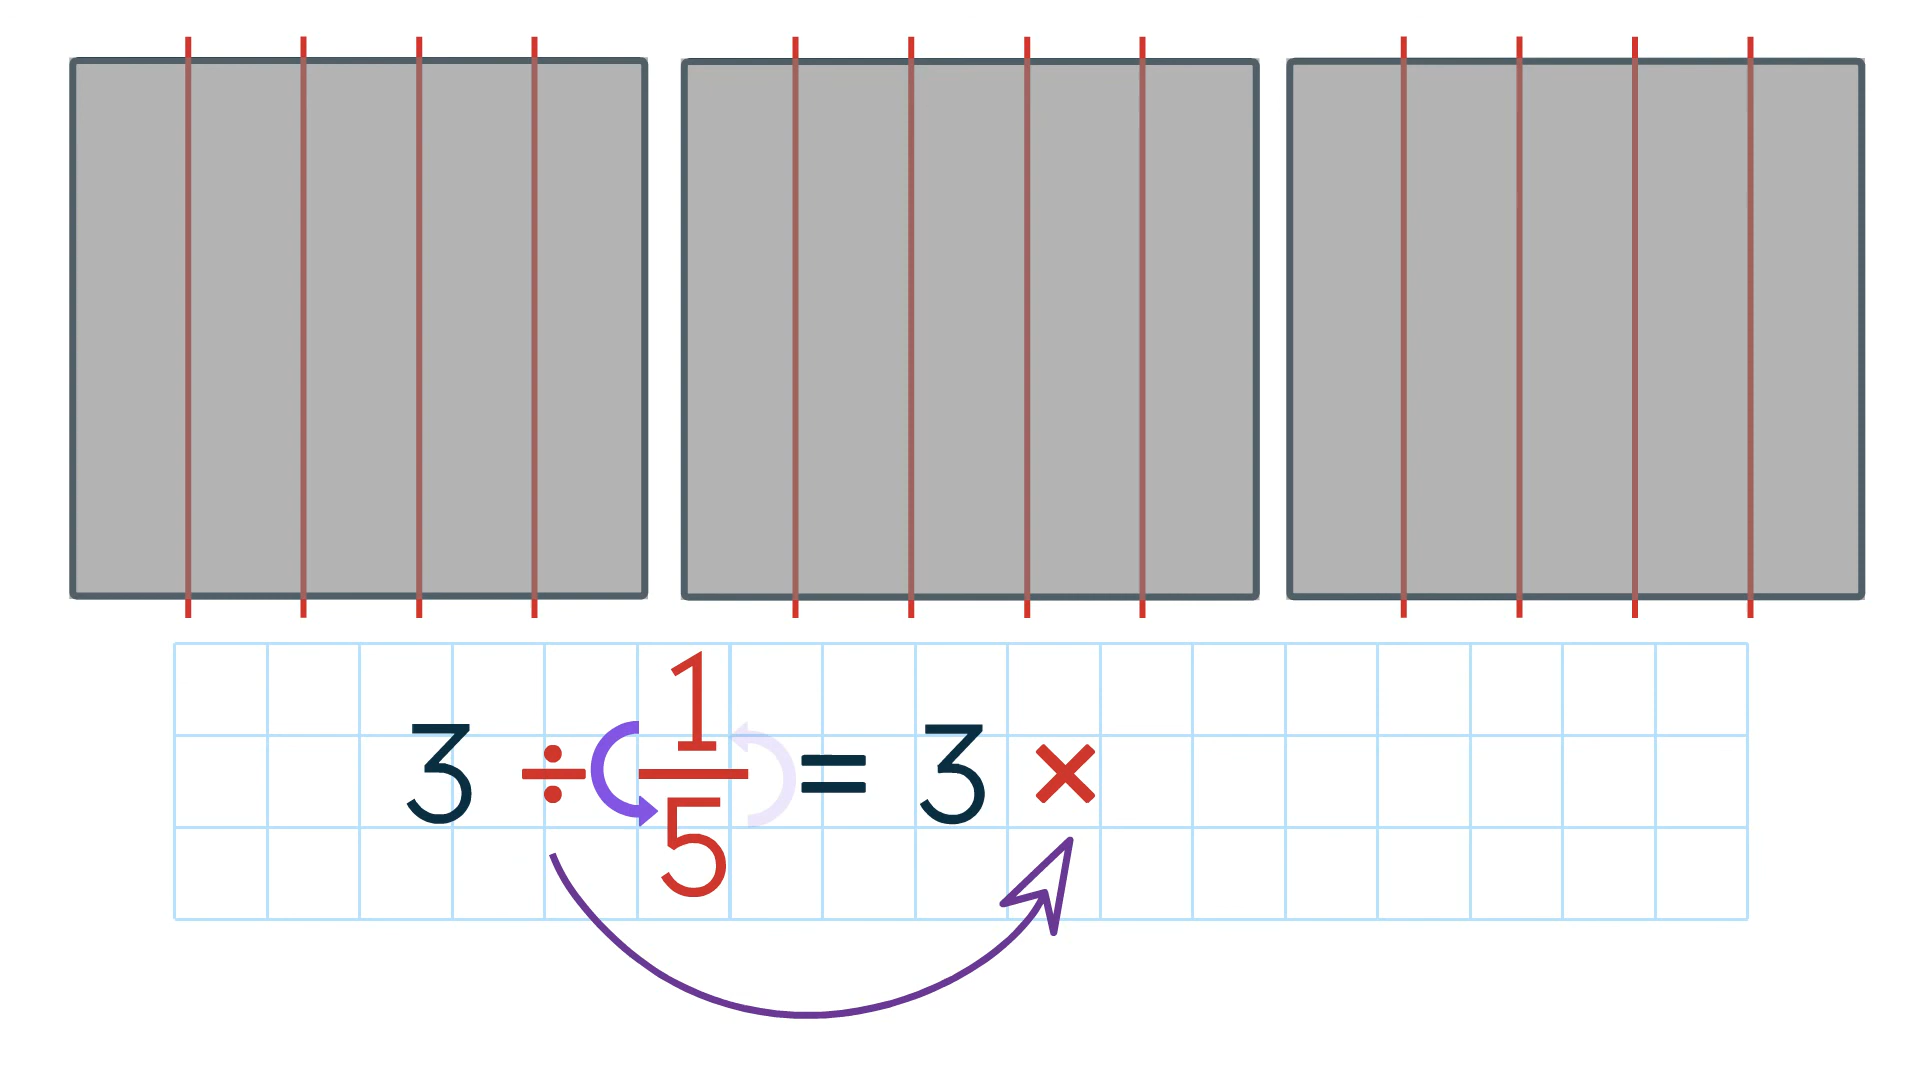 3 ÷ 1/5 = 3 ×